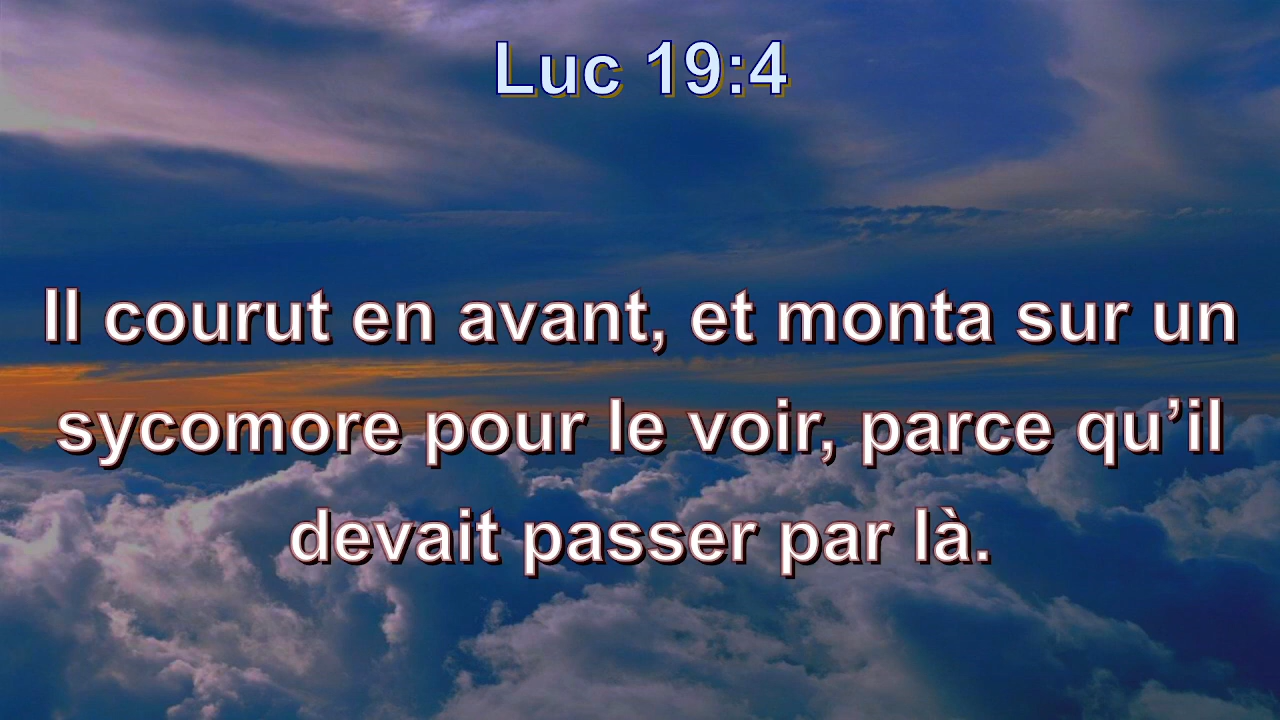 Luc 19:4
Il courut en avant, et monta sur un
sycomore pour le voir, parce qu’il
devait passer par là.